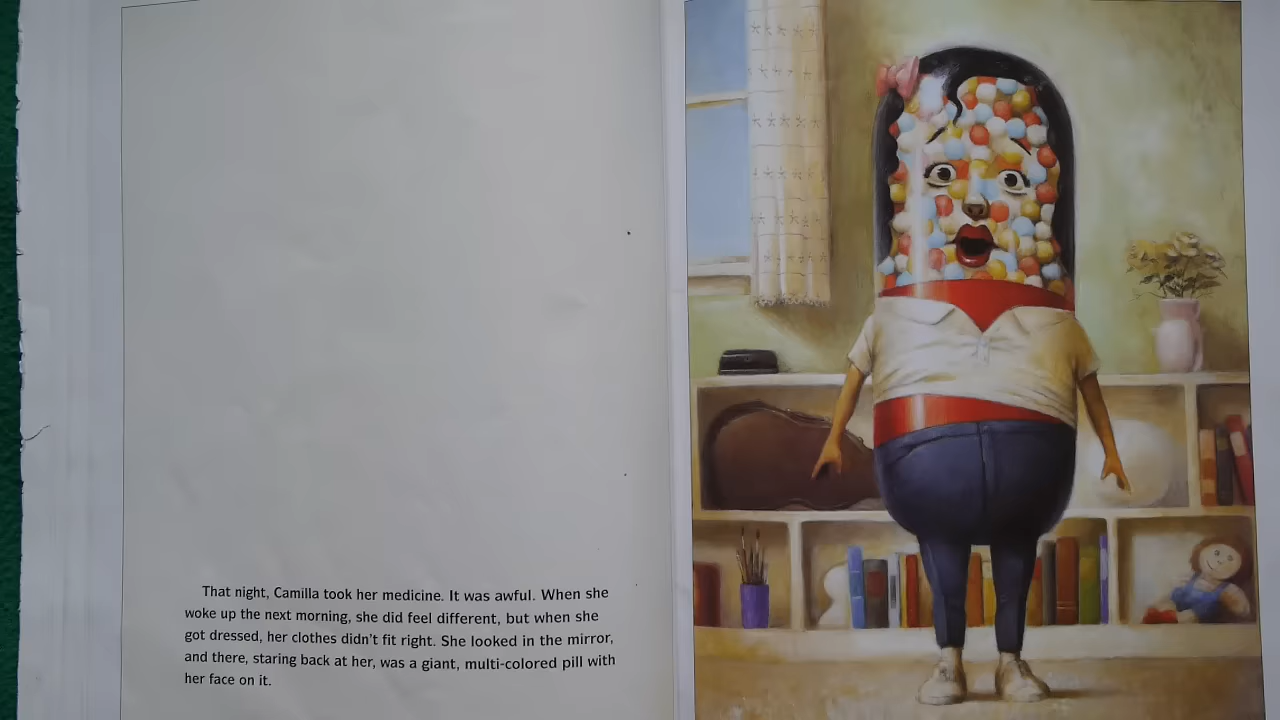 That night, Camilla took her medicine. It was awful. When she
woke up the next morning, she did feel different, but when she
got dressed, her clothes didn't fit right. She looked in the mirror,
and there, staring back at her, was a giant, multi-colored pill with
her face on it.